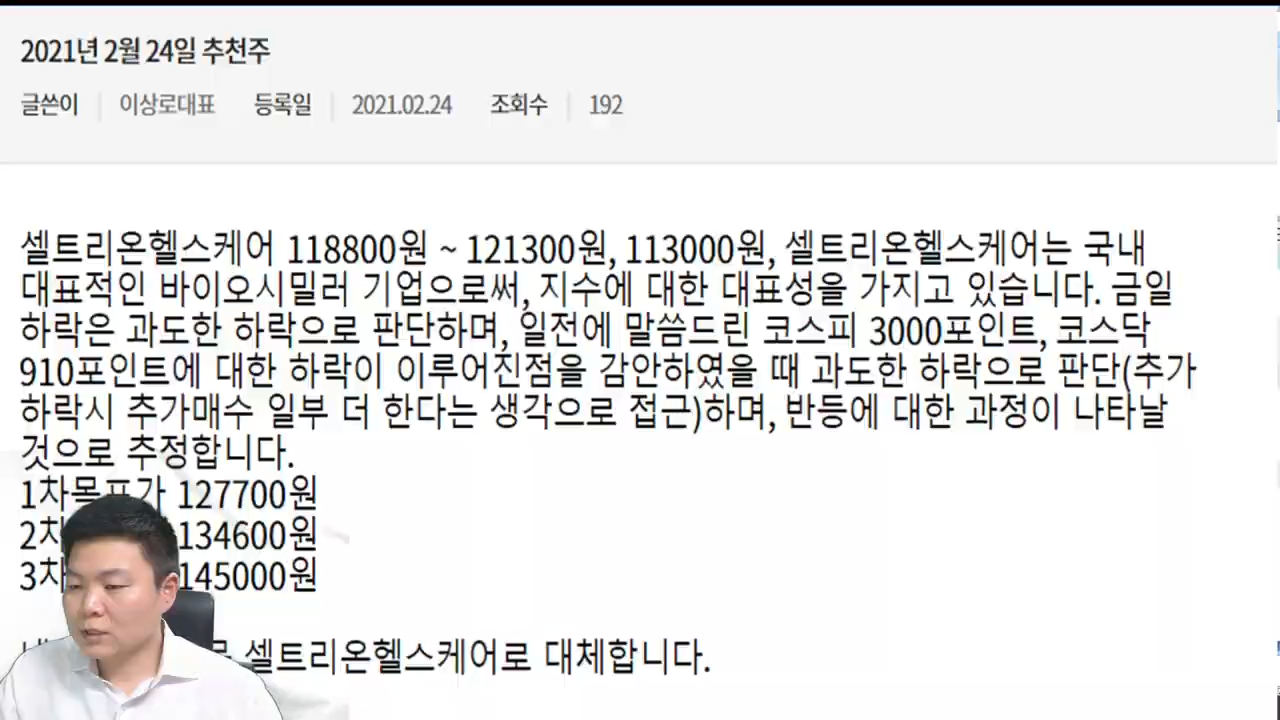 2021년 2월 24일 추천주
글쓴이 이상로대표 등록일 2021.02.24 조회수 192
셀트리온헬스케어 118800원 ~ 121300원, 113000원, 셀트리온헬스케어는 국내
대표적인 바이오시밀러 기업으로써, 지수에 대한 대표성을 가지고 있습니다. 금일
하락은 과도한 하락으로 판단하며, 일전에 말씀드린 코스피 3000포인트, 코스닥
910포인트에 대한 하락이 이루어진점을 감안하였을 때 과도한 하락으로 판단(추가
하락시 추가매수 일부 더 한다는 생각으로 접근)하며, 반등에 대한 과정이 나타날
것으로 추정합니다.
1차목표가 127700원
2차 134600원
3차 145000원
셀트리온헬스케어로 대체합니다.